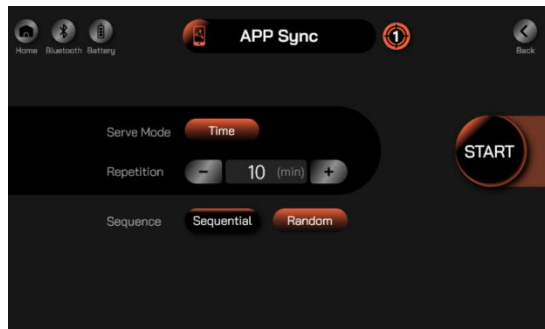 Home Bluetooth Battery
APP Sync
1
Back
Serve Mode Time
START
Repetition - 10 (min) +
Sequence Sequential Random